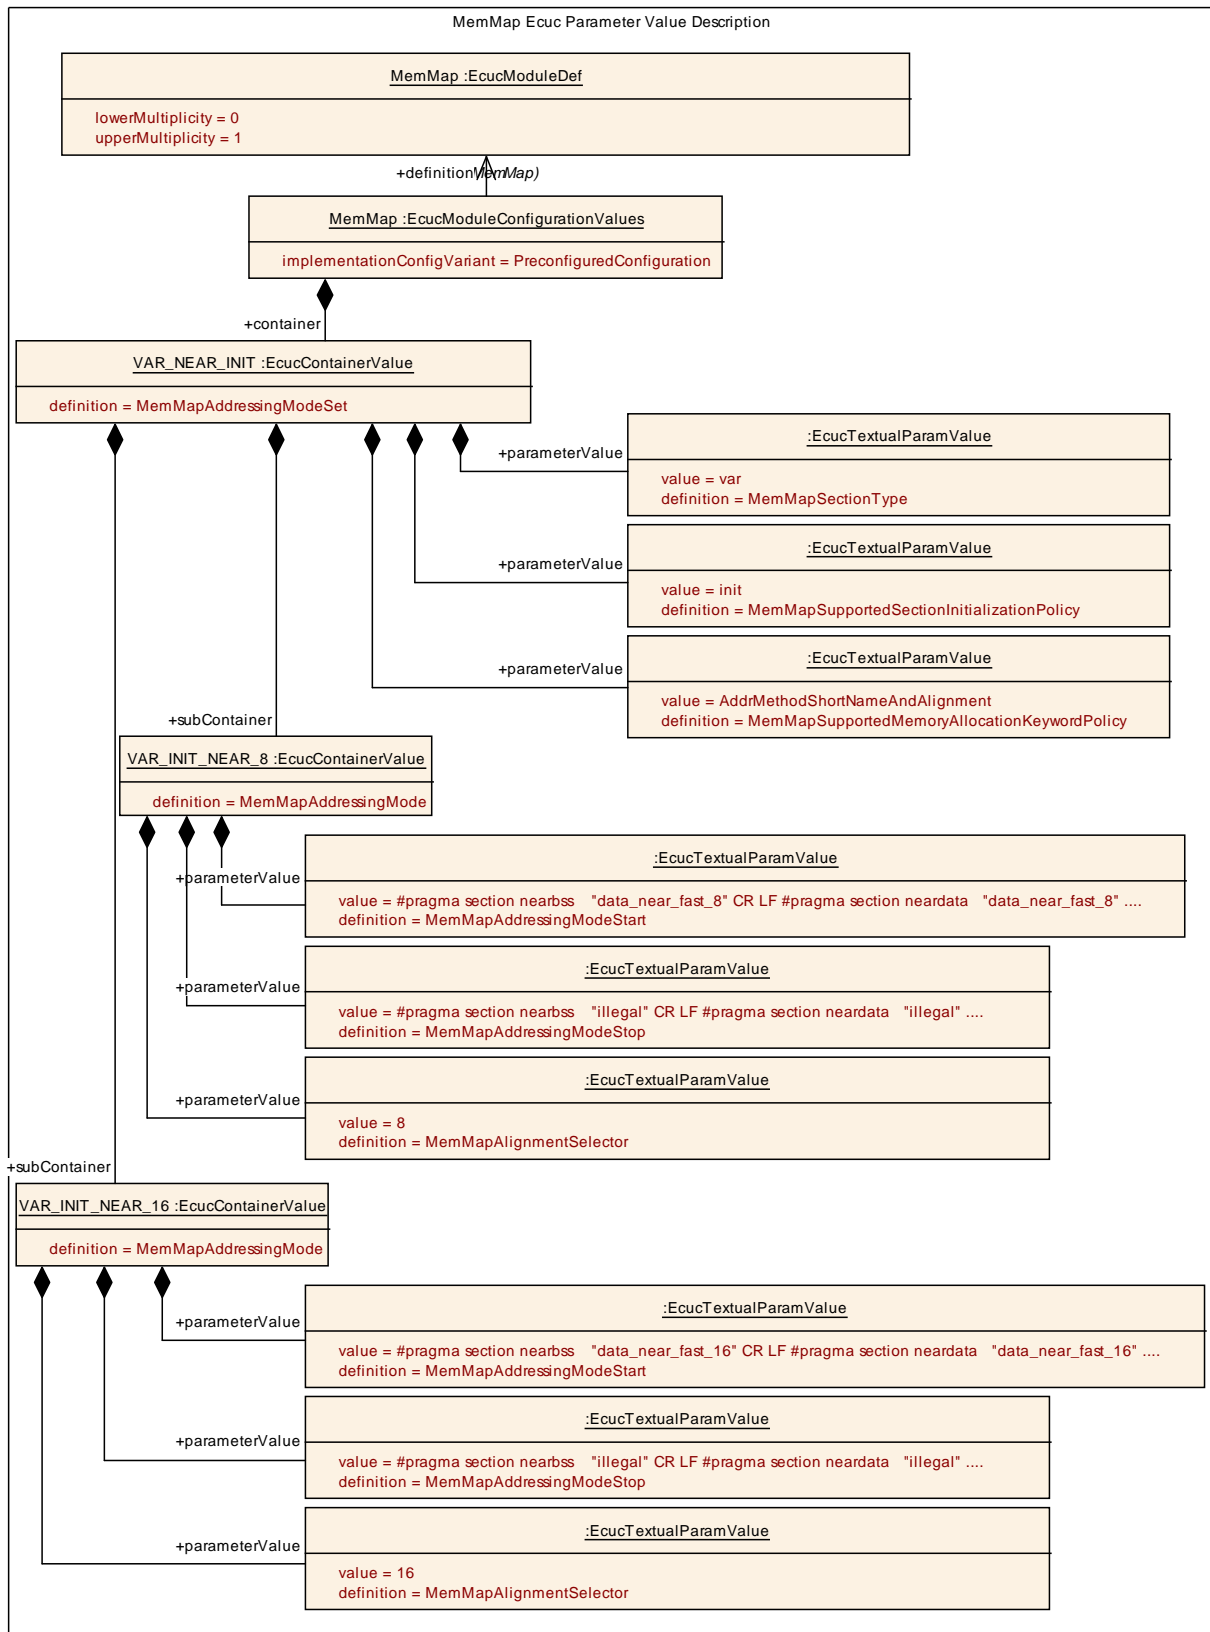 MemMap Ecuc Parameter Value Description
MemMap :EcucModuleDef
lowerMultiplicity = 0
upperMultiplicity = 1
+definition
MemMap)
MemMap :EcucModuleConfigurationValues
implementationConfigVariant = PreconfiguredConfiguration
+container
VAR_NEAR_INIT :EcucContainerValue
definition = MemMapAddressingModeSet
+parameterValue
:EcucTextualParamValue
value = var
definition = MemMapSectionType
+parameterValue
:EcucTextualParamValue
value = init
definition = MemMapSupportedSectionInitializationPolicy
+parameterValue
:EcucTextualParamValue
value = AddrMethodShortNameAndAlignment
definition = MemMapSupportedMemoryAllocationKeywordPolicy
+subContainer
VAR_INIT_NEAR_8 :EcucContainerValue
definition = MemMapAddressingMode
+parameterValue
:EcucTextualParamValue
value = #pragma section nearbss   "data_near_fast_8" CR LF #pragma section neardata   "data_near_fast_8" ....
definition = MemMapAddressingModeStart
+parameterValue
:EcucTextualParamValue
value = #pragma section nearbss   "illegal" CR LF #pragma section neardata   "illegal" ....
definition = MemMapAddressingModeStop
+parameterValue
:EcucTextualParamValue
value = 8
definition = MemMapAlignmentSelector
+subContainer
VAR_INIT_NEAR_16 :EcucContainerValue
definition = MemMapAddressingMode
+parameterValue
:EcucTextualParamValue
value = #pragma section nearbss   "data_near_fast_16" CR LF #pragma section neardata   "data_near_fast_16" ....
definition = MemMapAddressingModeStart
+parameterValue
:EcucTextualParamValue
value = #pragma section nearbss   "illegal" CR LF #pragma section neardata   "illegal" ....
definition = MemMapAddressingModeStop
+parameterValue
:EcucTextualParamValue
value = 16
definition = MemMapAlignmentSelector